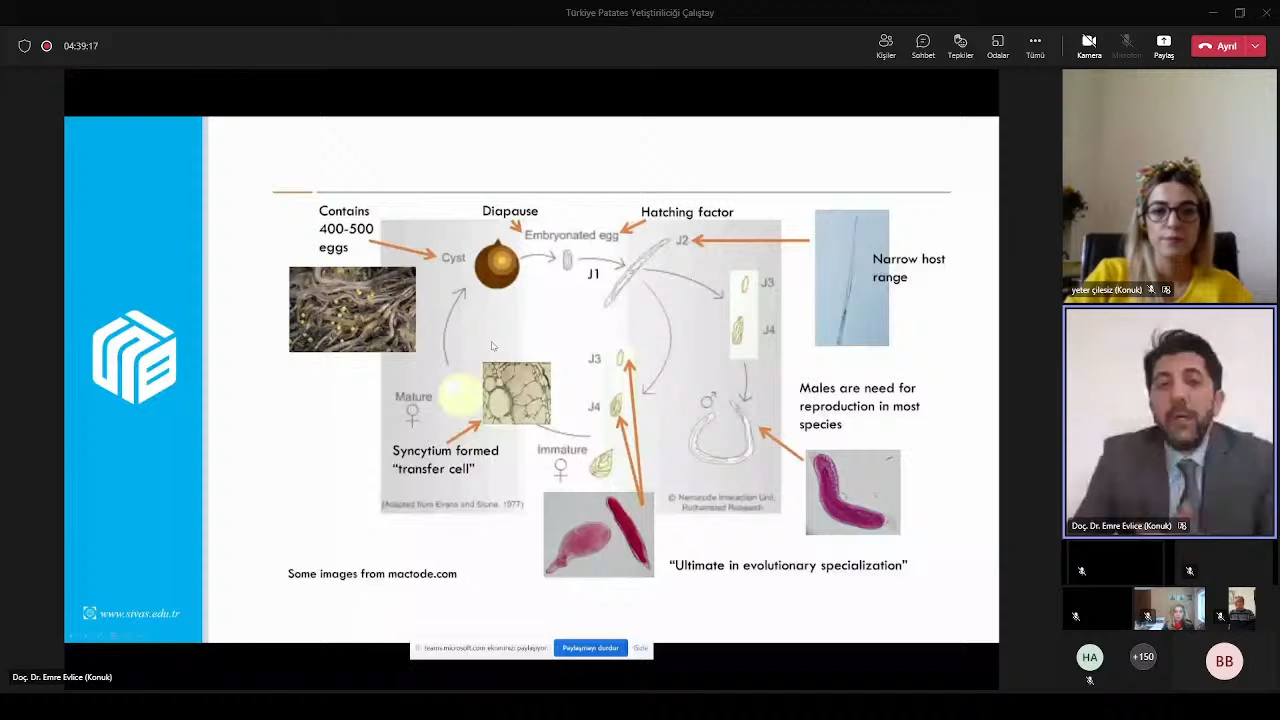 Türkiye Patates Yetiştiriciliği Çalıştay
04:39:17
Kişiler
Sohbet
Tepkiler
Odalar
Tümü
Kamera
Mikrofon
Paylaş
Ayrıl
Contains
400-500
eggs
Diapause
Hatching factor
Embryonated egg
Cyst
J1
J2
J3
J4
Narrow host
range
J3
J4
Mature
♀
♂
Males are need for
reproduction in most
species
Syncytium formed
"transfer cell"
Immature
♀
(Adapted from Evans and Stone, 1977)
© Nematode Interaction Unit,
Rothamsted Research
"Ultimate in evolutionary specialization"
Some images from mactode.com
www.sivas.edu.tr
teams.microsoft.com ekranınızı paylaşıyor.
Paylaşmayı durdur
Gizle
Doç. Dr. Emre Evlice (Konuk)
yeter çilesiz (Konuk)
Doç. Dr. Emre Evlice (Konuk)
HA
+150
BB